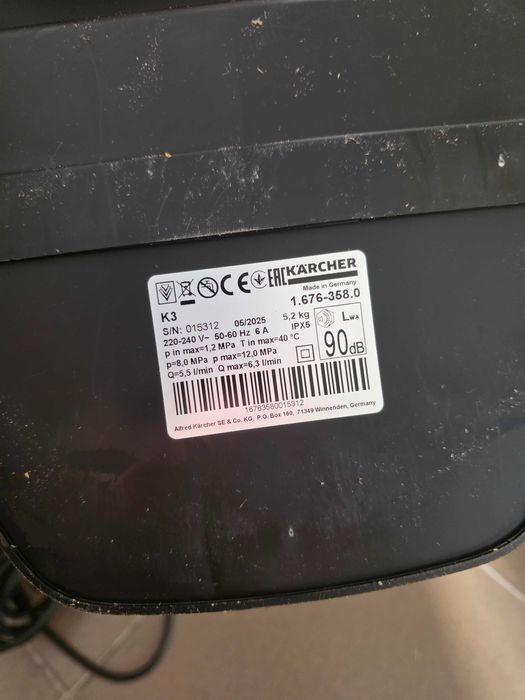 CE EAC KÄRCHER
Made in Germany
K3 1.676-358.0
S/N: 015312 05/2025 5,2 kg
220-240 V~ 50-60 Hz 6 A IPX5
p in max=1,2 MPa T in max=40 °C
p=8,0 MPa p max=12,0 MPa
Q=5,5 l/min Q max=6,3 l/min
LWA
90dB
16763580015312
Alfred Kärcher SE & Co. KG, P.O. Box 160, 71349 Winnenden, Germany